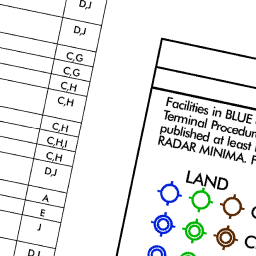 D,J
D,J
C,G
C,G
C,H
C,H
C,H
C,H,I
C,H
D,J
A
E
J
D,J
Facilities in BLUE
Terminal Procedur
published at least
RADAR MINIMA. F
LAND
C